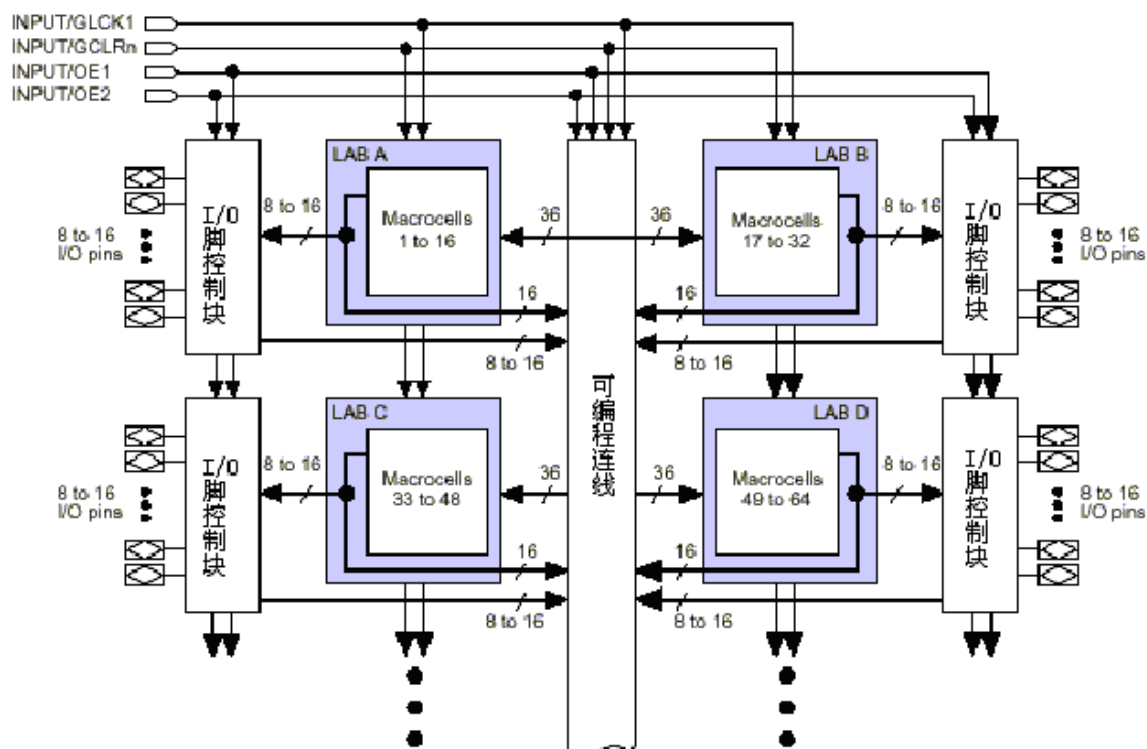 INPUT/GLCK1
INPUT/GCLRn
INPUT/OE1
INPUT/OE2
LAB A
LAB B
I/O脚控制块
8 to 16
Macrocells
1 to 16
36
36
Macrocells
17 to 32
8 to 16
I/O脚控制块
8 to 16
I/O pins
8 to 16
I/O pins
16
16
8 to 16
8 to 16
可编程连线
LAB C
LAB D
I/O脚控制块
8 to 16
Macrocells
33 to 48
36
36
Macrocells
49 to 64
8 to 16
I/O脚控制块
8 to 16
I/O pins
8 to 16
I/O pins
16
16
8 to 16
8 to 16